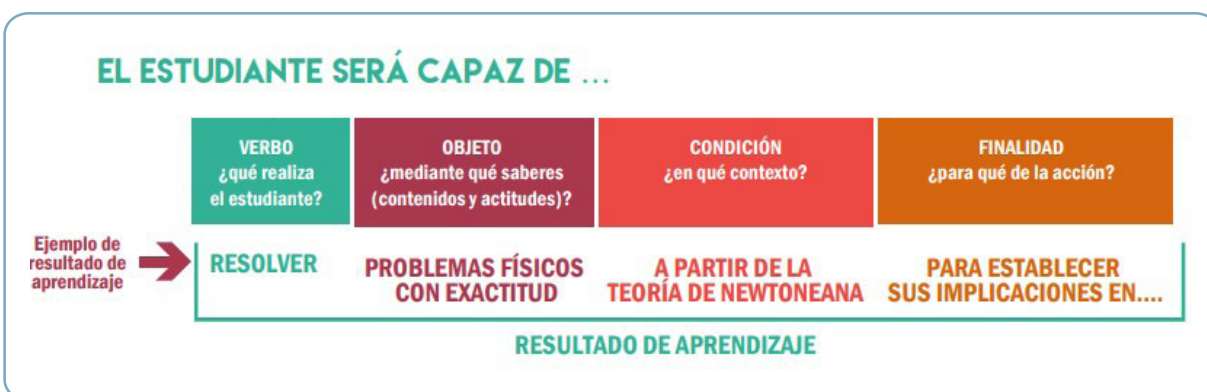 EL ESTUDIANTE SERÁ CAPAZ DE ...
VERBO
¿qué realiza
el estudiante?
OBJETO
¿mediante qué saberes
(contenidos y actitudes)?
CONDICIÓN
¿en qué contexto?
FINALIDAD
¿para qué de la acción?
Ejemplo de
resultado de
aprendizaje
RESOLVER
PROBLEMAS FÍSICOS
CON EXACTITUD
A PARTIR DE LA
TEORÍA DE NEWTONEANA
PARA ESTABLECER
SUS IMPLICACIONES EN....
RESULTADO DE APRENDIZAJE